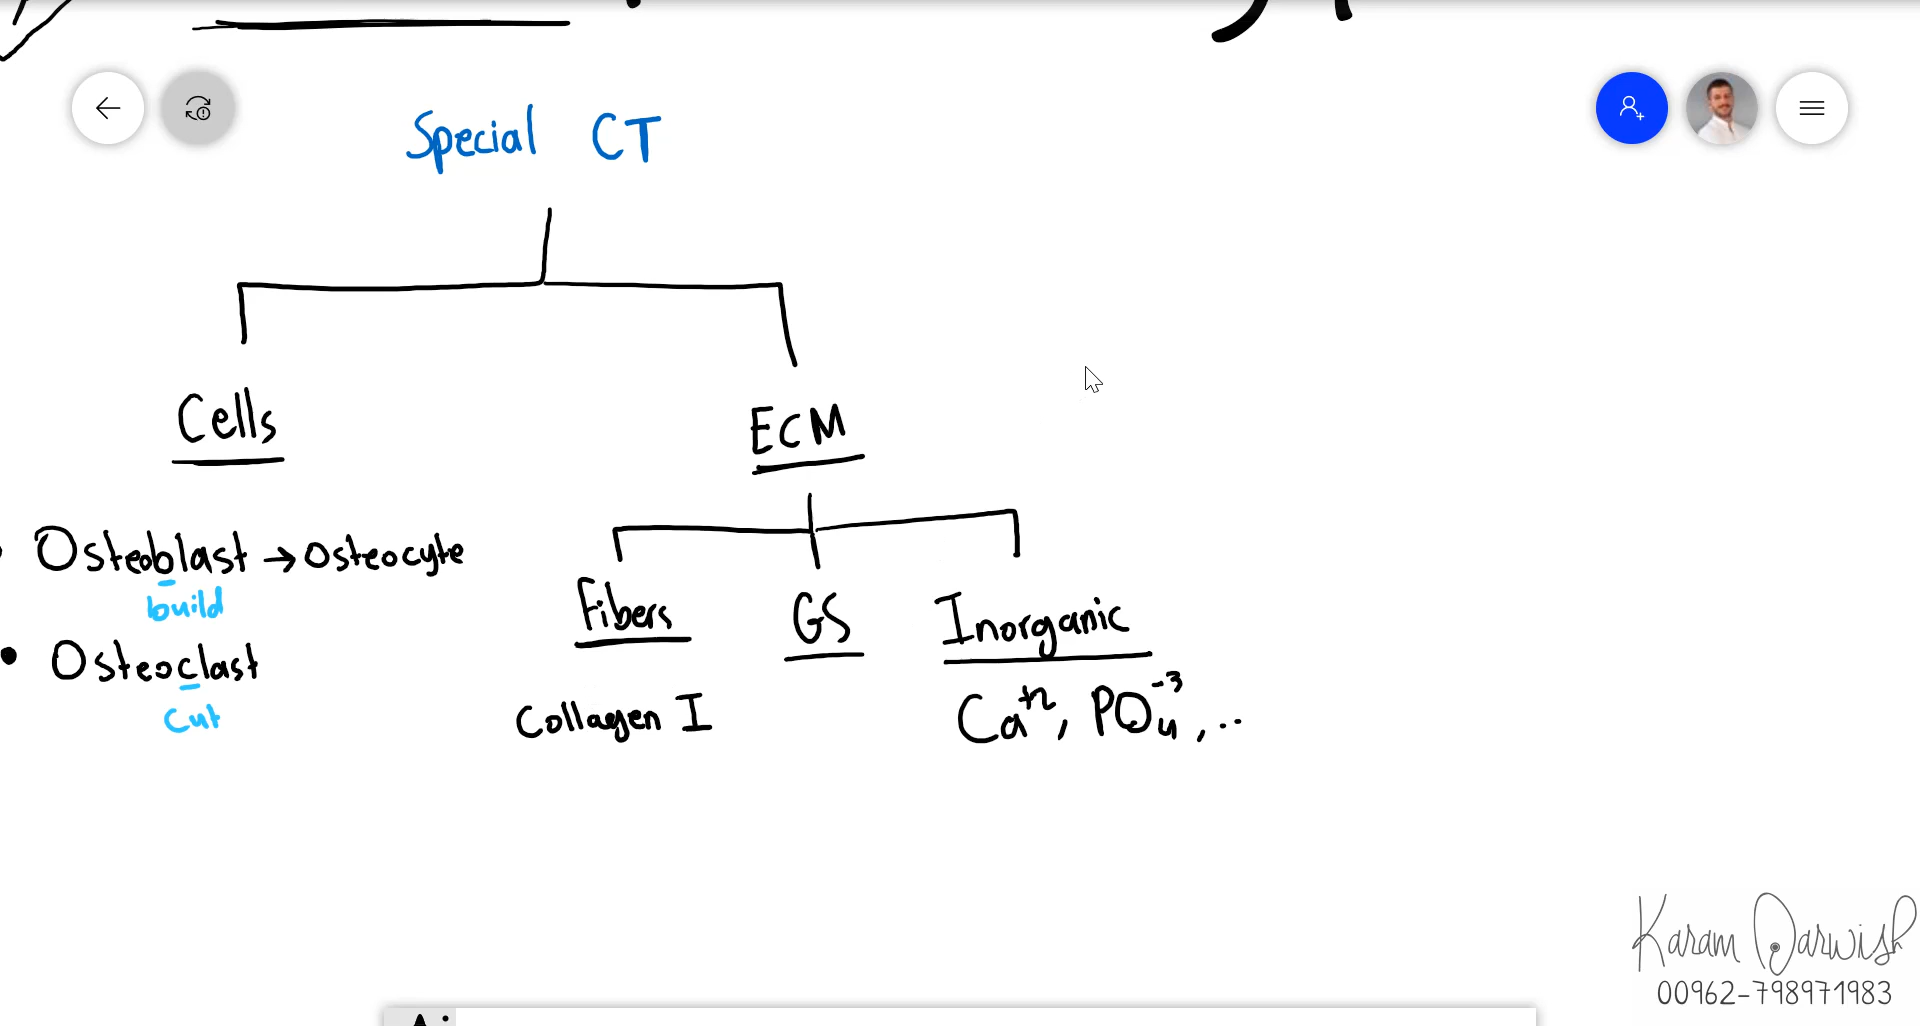 Special CT
Cells
ECM
Osteoblast → Osteocyte
build
• Osteoclast
cut
Fibers
GS
Inorganic
Collagen I
Ca⁺², PO₄⁻³, ..
Karam Darwish
00962-798971983